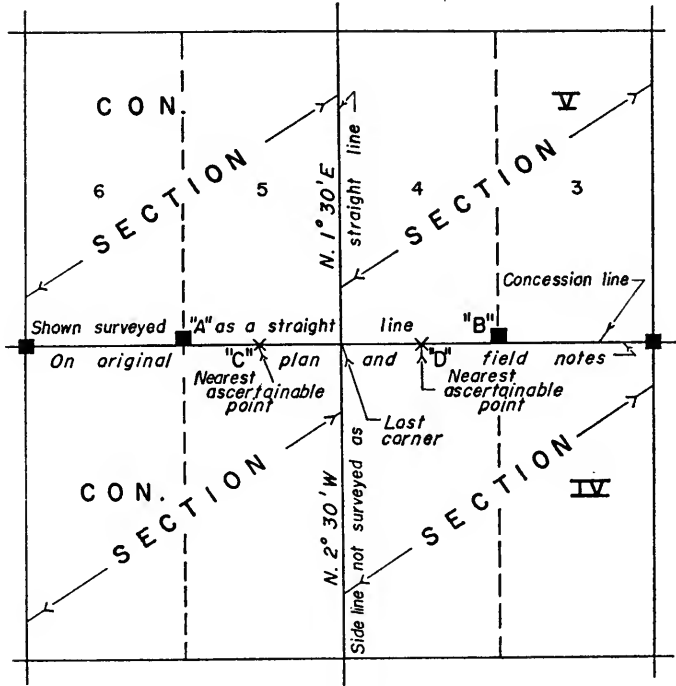 CON.
V
SECTION
SECTION
6
5
4
3
N. 1° 30' E
straight line
Concession line
Shown surveyed "A" as a straight line "B"
On original "C" plan and "D" field notes
Nearest
ascertainable
point
Nearest
ascertainable
point
Last
corner
CON.
IV
SECTION
SECTION
N. 2° 30' W
Side line not surveyed as